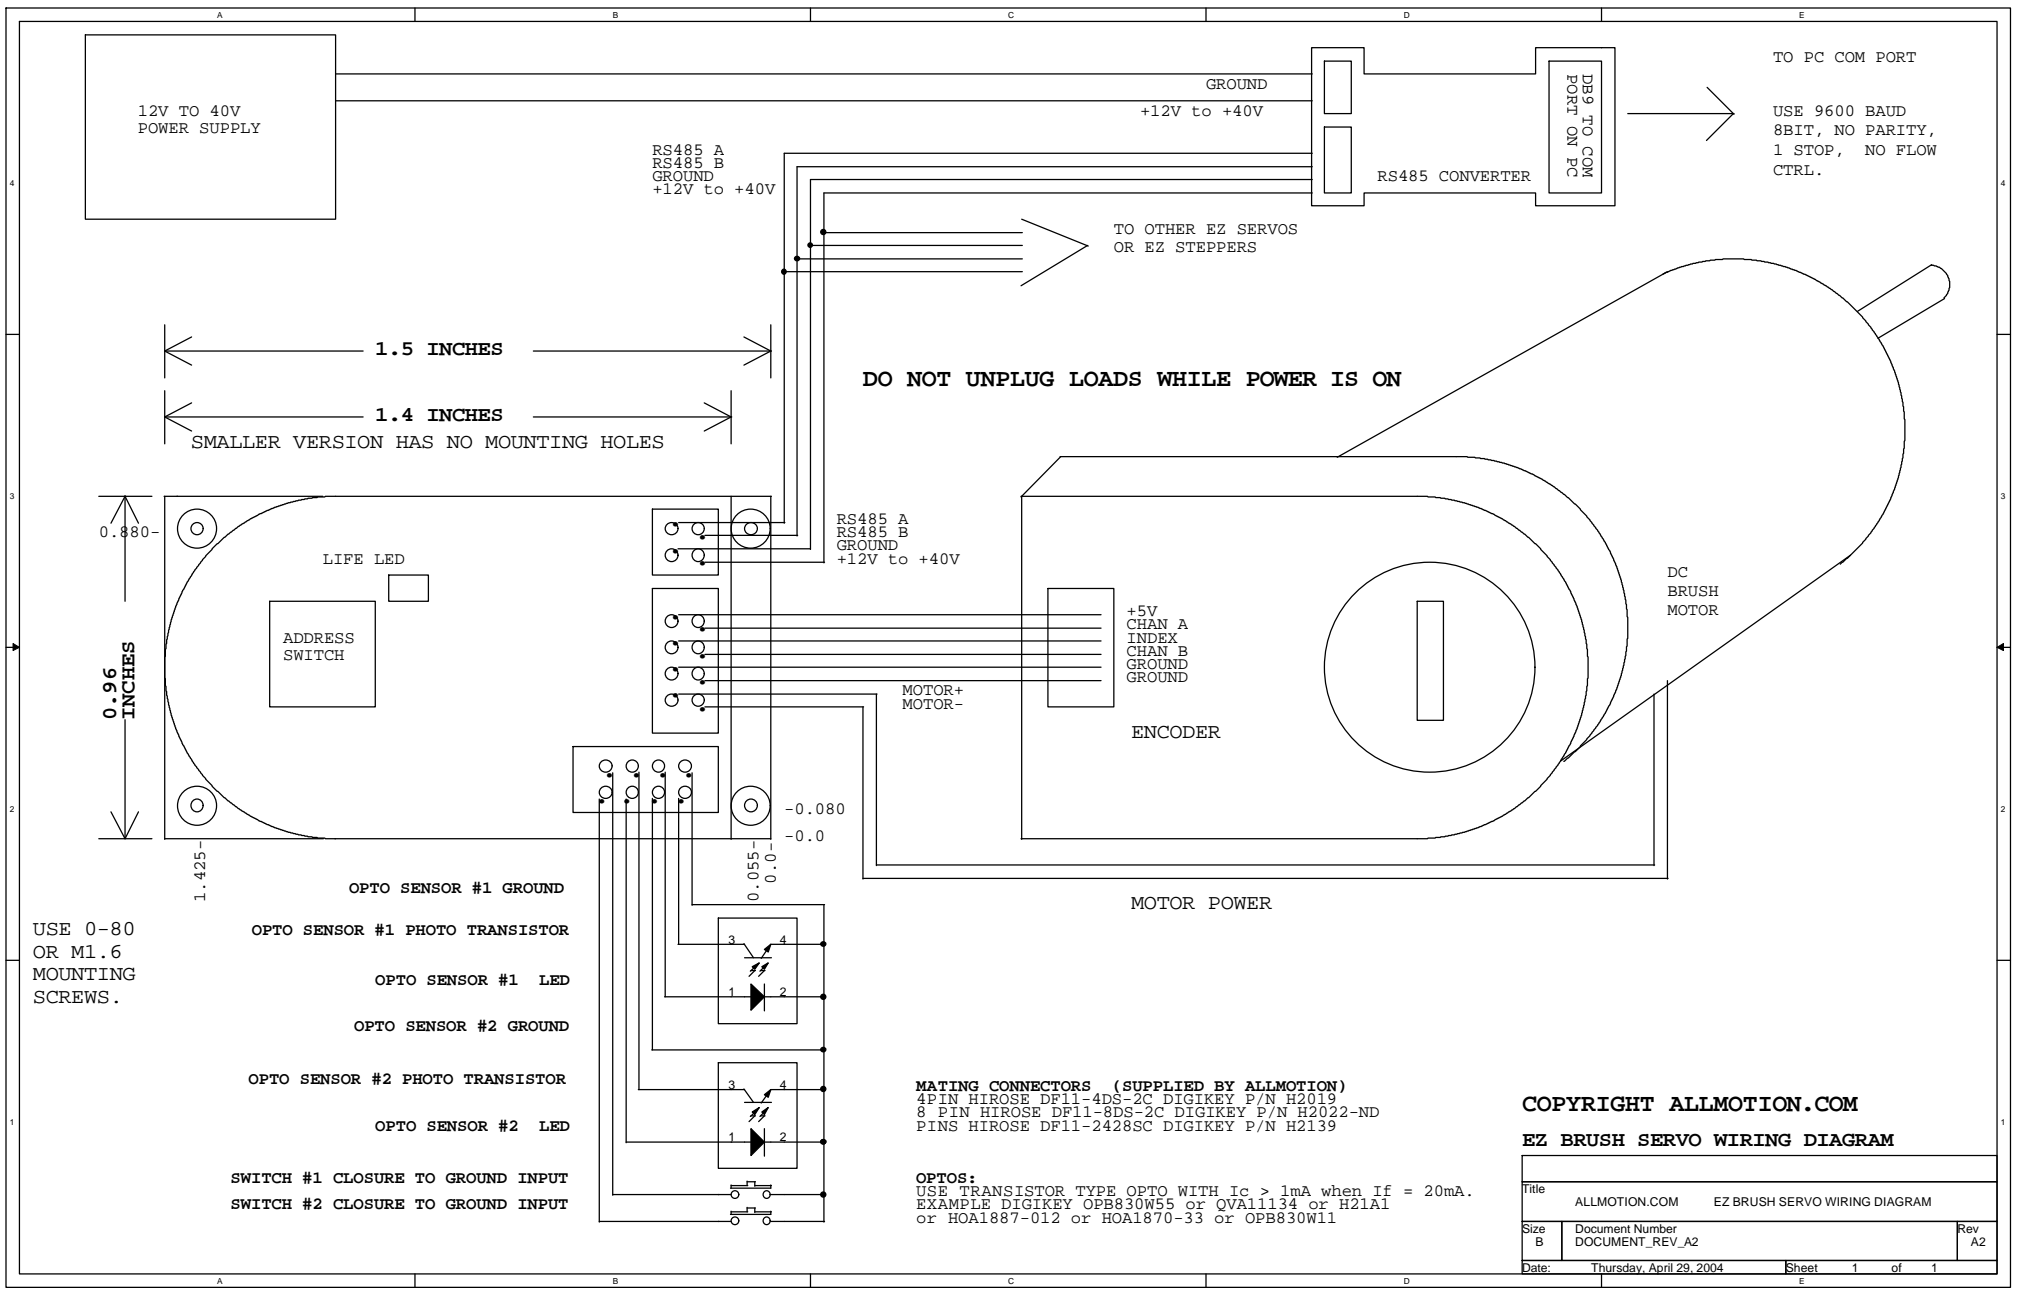 A
B
C
D
E
12V TO 40V
POWER SUPPLY
GROUND
+12V to +40V
RS485 A
RS485 B
GROUND
+12V to +40V
RS485 CONVERTER
DB9 TO COM
PORT ON PC
TO PC COM PORT
USE 9600 BAUD
8BIT, NO PARITY,
1 STOP, NO FLOW
CTRL.
4
4
TO OTHER EZ SERVOS
OR EZ STEPPERS
1.5 INCHES
DO NOT UNPLUG LOADS WHILE POWER IS ON
1.4 INCHES
SMALLER VERSION HAS NO MOUNTING HOLES
3
3
0.880-
LIFE LED
ADDRESS
SWITCH
0.96
INCHES
RS485 A
RS485 B
GROUND
+12V to +40V
+5V
CHAN A
INDEX
CHAN B
GROUND
GROUND
MOTOR+
MOTOR-
ENCODER
DC
BRUSH
MOTOR
2
2
-0.080
-0.0
1.425-
0.055-
0.0-
MOTOR POWER
USE 0-80
OR M1.6
MOUNTING
SCREWS.
OPTO SENSOR #1 GROUND
OPTO SENSOR #1 PHOTO TRANSISTOR
3 4
OPTO SENSOR #1 LED
1 2
OPTO SENSOR #2 GROUND
OPTO SENSOR #2 PHOTO TRANSISTOR
3 4
OPTO SENSOR #2 LED
1 2
SWITCH #1 CLOSURE TO GROUND INPUT
SWITCH #2 CLOSURE TO GROUND INPUT
1
1
MATING CONNECTORS (SUPPLIED BY ALLMOTION)
4PIN HIROSE DF11-4DS-2C DIGIKEY P/N H2019
8 PIN HIROSE DF11-8DS-2C DIGIKEY P/N H2022-ND
PINS HIROSE DF11-2428SC DIGIKEY P/N H2139
OPTOS:
USE TRANSISTOR TYPE OPTO WITH Ic > 1mA when If = 20mA.
EXAMPLE DIGIKEY OPB830W55 or QVA11134 or H21A1
or HOA1887-012 or HOA1870-33 or OPB830W11
COPYRIGHT ALLMOTION.COM
EZ BRUSH SERVO WIRING DIAGRAM
Title
ALLMOTION.COM EZ BRUSH SERVO WIRING DIAGRAM
Size
B
Document Number
DOCUMENT_REV_A2
Rev
A2
Date: Thursday, April 29, 2004 Sheet 1 of 1
A
B
C
D
E